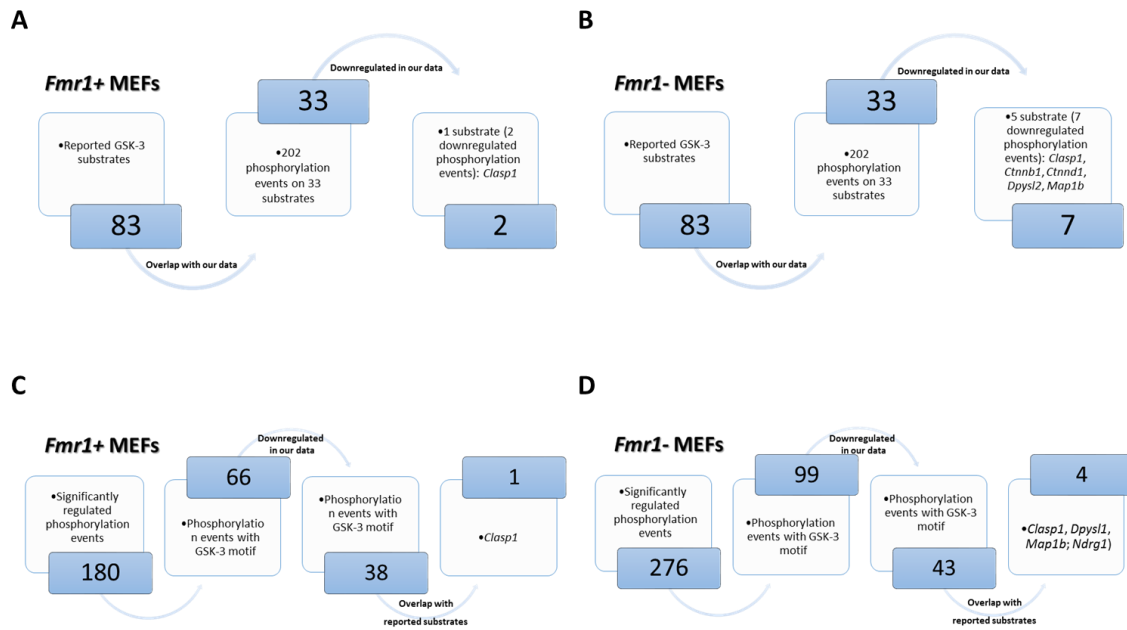 A
Fmr1+ MEFs
•Reported GSK-3
substrates
83
Overlap with our data
33
•202
phosphorylation
events on 33
substrates
Downregulated in our data
•1 substrate (2
downregulated
phosphorylation
events): Clasp1
2
B
Fmr1- MEFs
•Reported GSK-3
substrates
83
Overlap with our data
33
•202
phosphorylation
events on 33
substrates
Downregulated in our data
•5 substrate (7
downregulated
phosphorylation
events): Clasp1,
Ctnnb1, Ctnnd1,
Dpysl2, Map1b
7
C
Fmr1+ MEFs
•Significantly
regulated
phosphorylation
events
180
66
•Phosphorylatio
n events with
GSK-3 motif
Downregulated
in our data
•Phosphorylatio
n events with
GSK-3 motif
38
Overlap with
reported substrates
1
•Clasp1
D
Fmr1- MEFs
•Significantly
regulated
phosphorylation
events
276
99
•Phosphorylation
events with GSK-3
motif
Downregulated
in our data
•Phosphorylation
events with GSK-3
motif
43
Overlap with
reported substrates
4
•Clasp1, Dpysl1,
Map1b; Ndrg1)